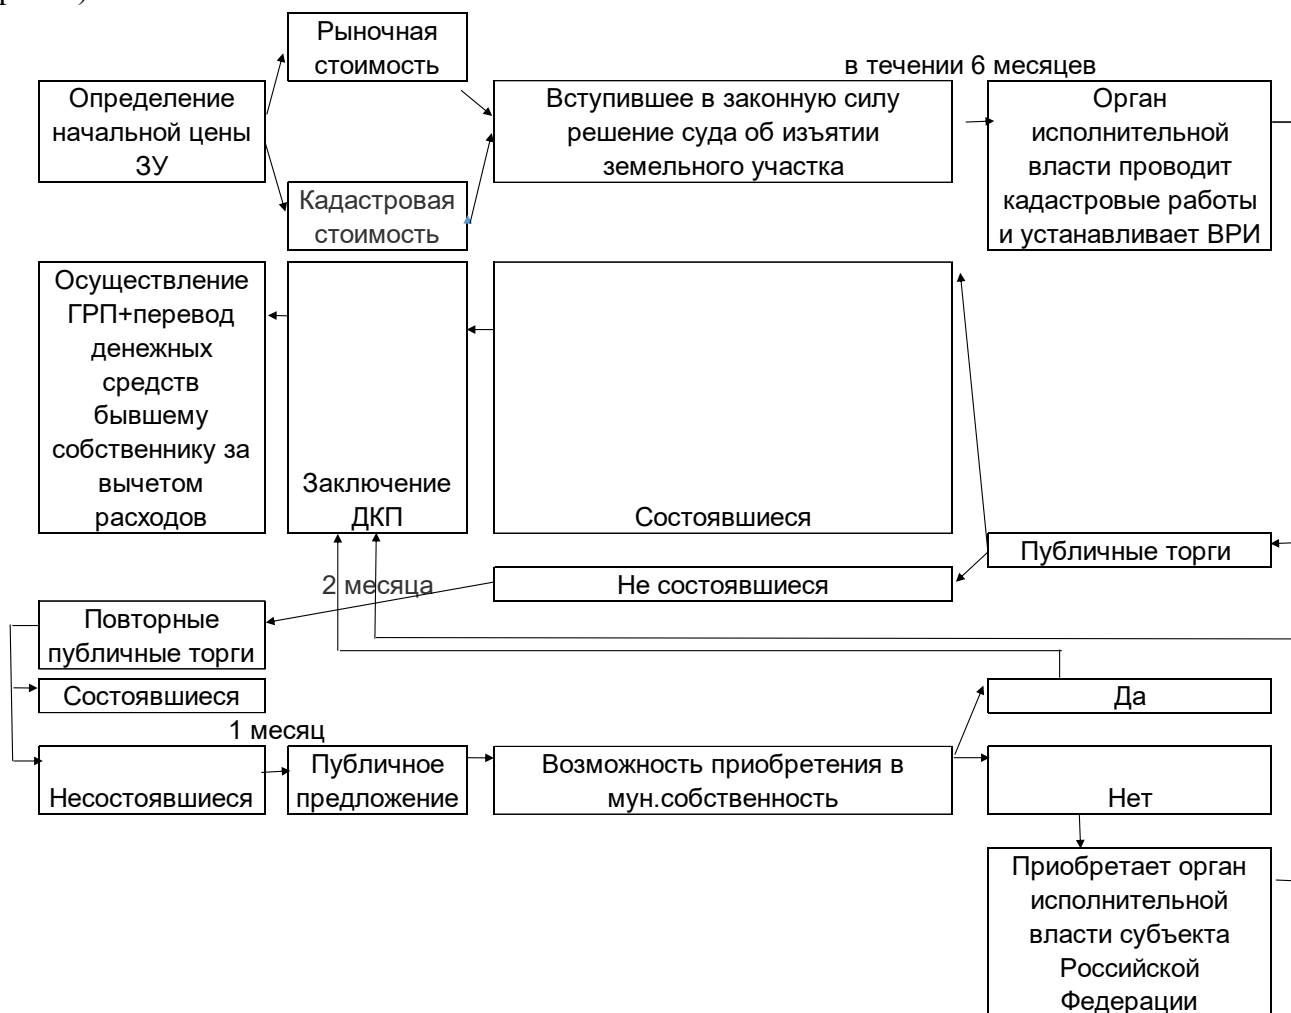 Рыночная
стоимость
в течении 6 месяцев
Определение
начальной цены
ЗУ
Вступившее в законную силу
решение суда об изъятии
земельного участка
Орган
исполнительной
власти проводит
кадастровые работы
и устанавливает ВРИ
Кадастровая
стоимость
Осуществление
ГРП+перевод
денежных
средств
бывшему
собственнику за
вычетом
расходов
Заключение
ДКП
Состоявшиеся
Публичные торги
2 месяца
Не состоявшиеся
Повторные
публичные торги
Состоявшиеся
Да
1 месяц
Несостоявшиеся
Публичное
предложение
Возможность приобретения в
мун.собственность
Нет
Приобретает орган
исполнительной
власти субъекта
Российской
Федерации